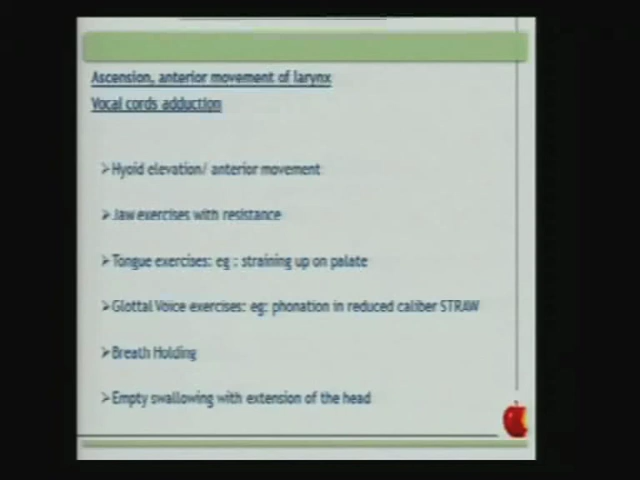 Ascension, anterior movement of larynx
Vocal cords adduction
➢Hyoid elevation/ anterior movement
➢Jaw exercises with resistance
➢Tongue exercises: eg : straining up on palate
➢Glottal Voice exercises: eg: phonation in reduced caliber STRAW
➢Breath Holding
➢Empty swallowing with extension of the head